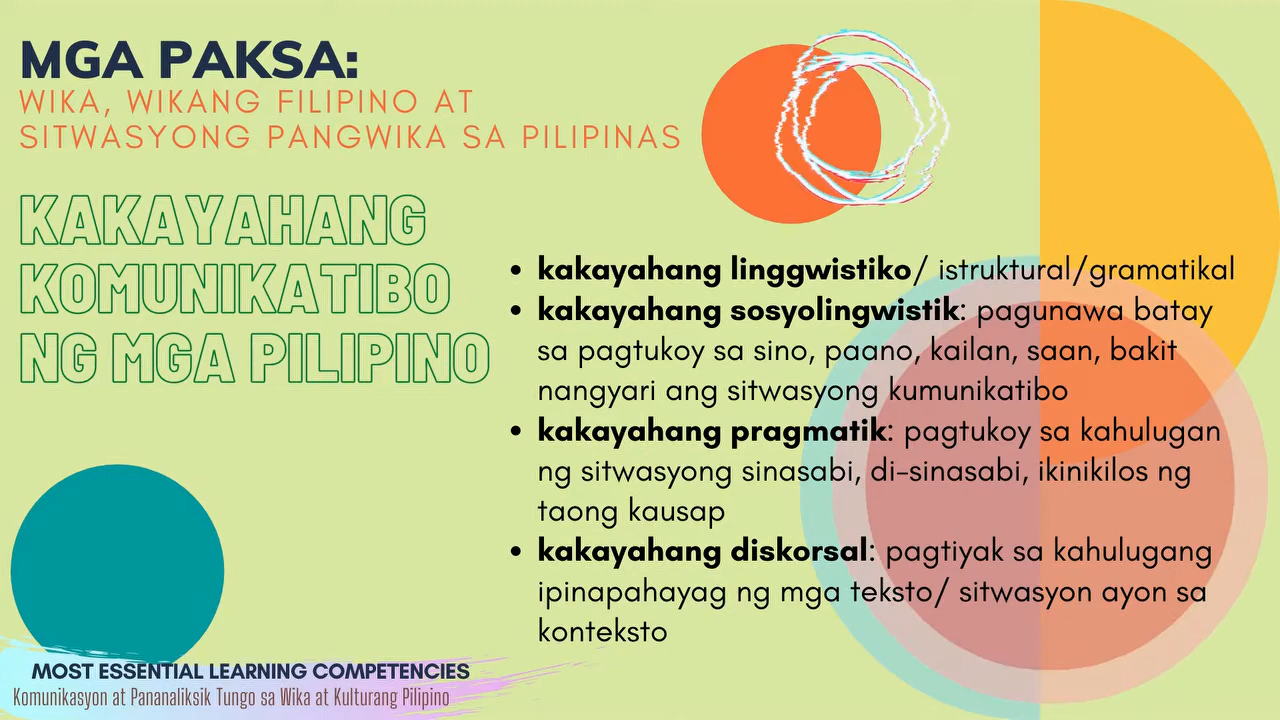 MGA PAKSA:
WIKA, WIKANG FILIPINO AT
SITWASYONG PANGWIKA SA PILIPINAS
KAKAYAHANG
KOMUNIKATIBO
NG MGA PILIPINO
• kakayahang linggwistiko/ istruktural/gramatikal
• kakayahang sosyolingwistik: pagunawa batay
sa pagtukoy sa sino, paano, kailan, saan, bakit
nangyari ang sitwasyong kumunikatibo
• kakayahang pragmatik: pagtukoy sa kahulugan
ng sitwasyong sinasabi, di-sinasabi, ikinikilos ng
taong kausap
• kakayahang diskorsal: pagtiyak sa kahulugang
ipinapahayag ng mga teksto/ sitwasyon ayon sa
konteksto
MOST ESSENTIAL LEARNING COMPETENCIES
Komunikasyon at Pananaliksik Tungo sa Wika at Kulturang Pilipino